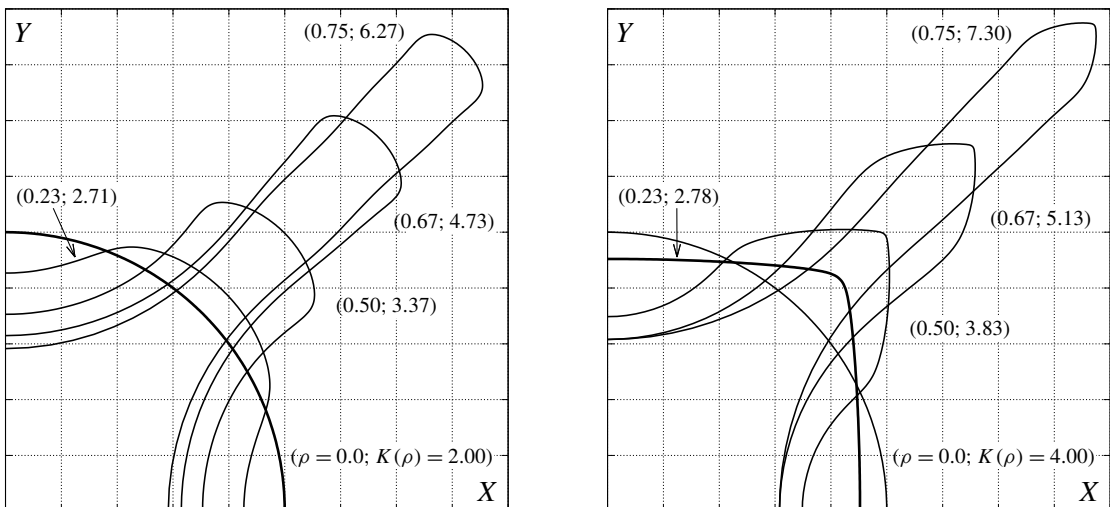 Y
(0.75; 6.27)
(0.23; 2.71)
(0.67; 4.73)
(0.50; 3.37)
(ρ = 0.0; K(ρ) = 2.00)
X
Y
(0.75; 7.30)
(0.23; 2.78)
(0.67; 5.13)
(0.50; 3.83)
(ρ = 0.0; K(ρ) = 4.00)
X